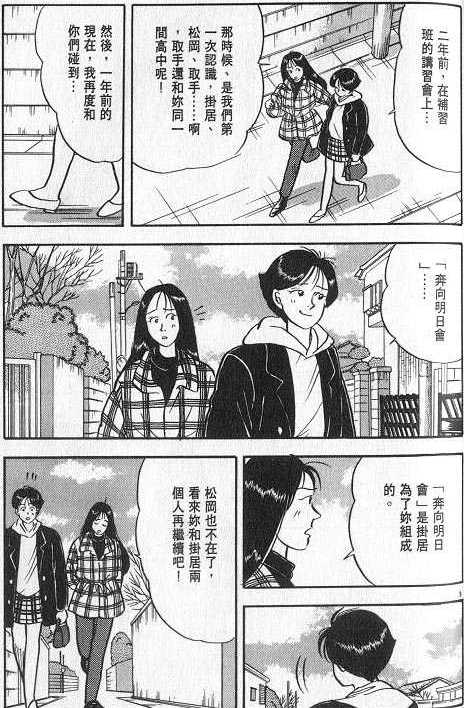 二年前，在補習
班的講習會上…
那時候、是我們第
一次認識，掛居、
松岡、取手……啊
，取手還和妳同一
間高中呢！
然後，一年前的
現在，我再度和
你們碰到…
「奔向明日會
」……
「奔向明日
會」是掛居
為了妳組成
的。
松岡也不在了，
看來妳和掛居兩
個人再繼續吧！